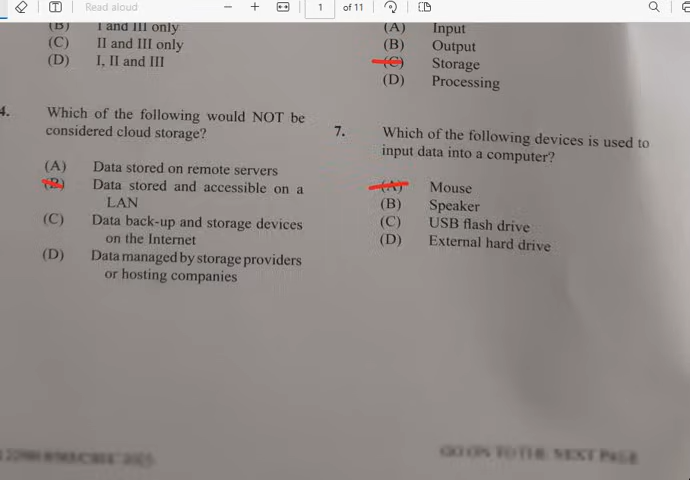 Read aloud
1 of 11
(B) I and III only
(C) II and III only
(D) I, II and III
4. Which of the following would NOT be
considered cloud storage?
(A) Data stored on remote servers
(B) Data stored and accessible on a
LAN
(C) Data back-up and storage devices
on the Internet
(D) Data managed by storage providers
or hosting companies
(A) Input
(B) Output
(C) Storage
(D) Processing
7. Which of the following devices is used to
input data into a computer?
(A) Mouse
(B) Speaker
(C) USB flash drive
(D) External hard drive
GO ON TO THE NEXT PAGE